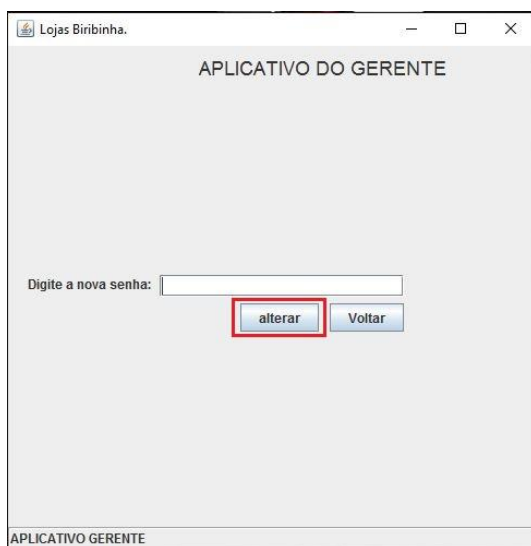 Lojas Biribinha.
APLICATIVO DO GERENTE
Digite a nova senha:
alterar Voltar
APLICATIVO GERENTE